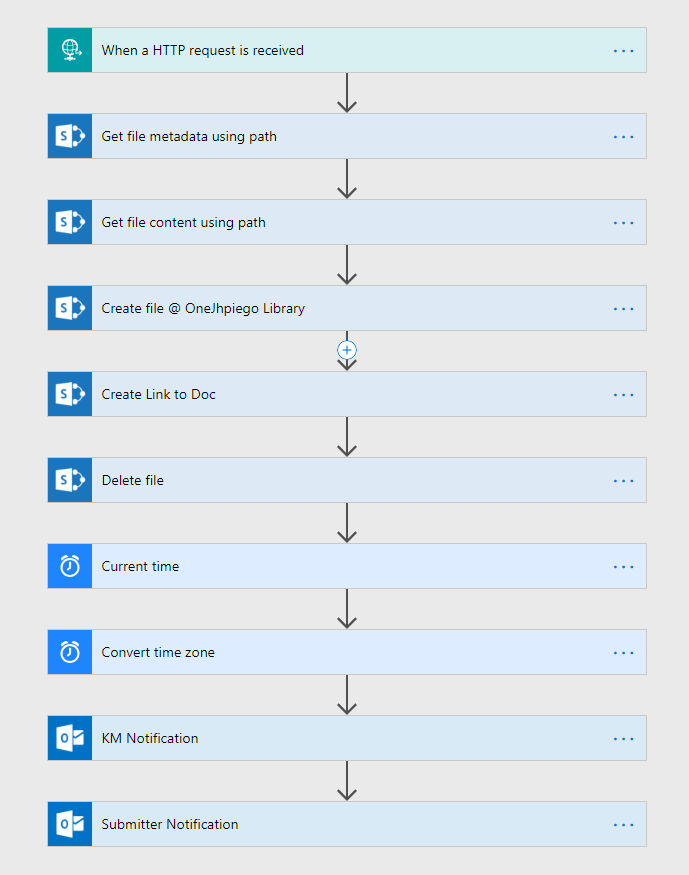 When a HTTP request is received
Get file metadata using path
Get file content using path
Create file @ OneJhpiego Library
Create Link to Doc
Delete file
Current time
Convert time zone
KM Notification
Submitter Notification